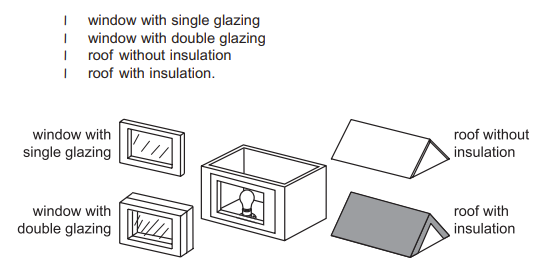 l window with single glazing
l window with double glazing
l roof without insulation
l roof with insulation.
window with
single glazing
roof without
insulation
window with
double glazing
roof with
insulation